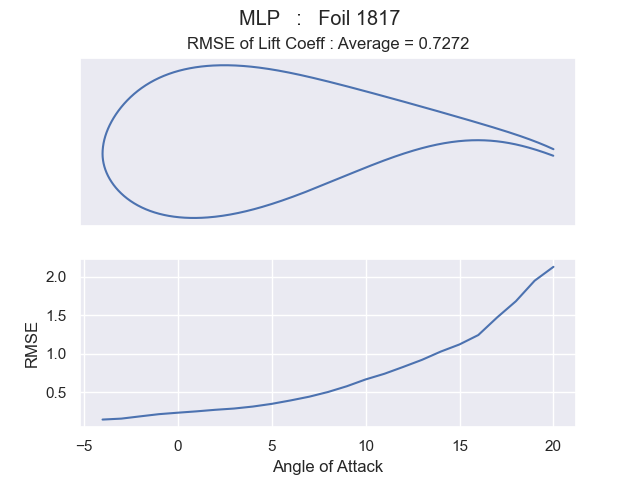 MLP : Foil 1817
RMSE of Lift Coeff : Average = 0.7272
2.0
1.5
1.0
0.5
RMSE
−5 0 5 10 15 20
Angle of Attack